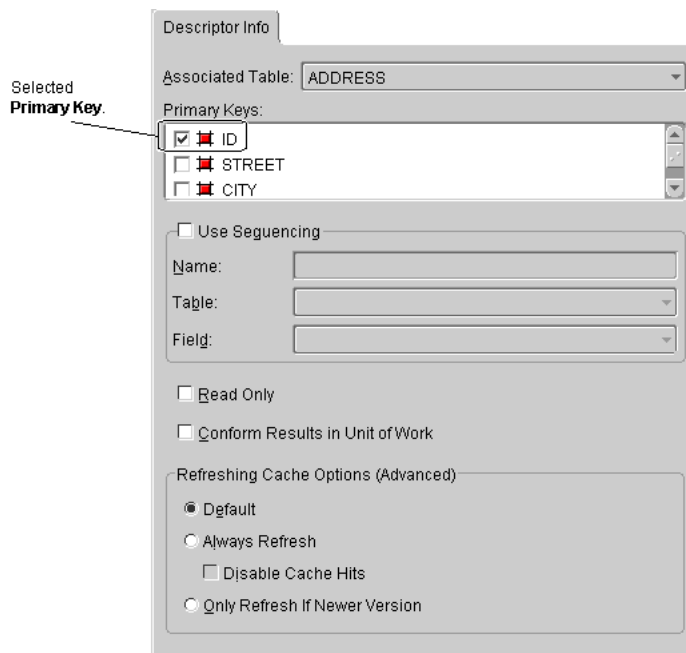 Descriptor Info
Selected
Primary Key.
Associated Table: ADDRESS
Primary Keys:
ID
STREET
CITY
Use Sequencing
Name:
Table:
Field:
Read Only
Conform Results in Unit of Work
Refreshing Cache Options (Advanced)
Default
Always Refresh
Disable Cache Hits
Only Refresh If Newer Version